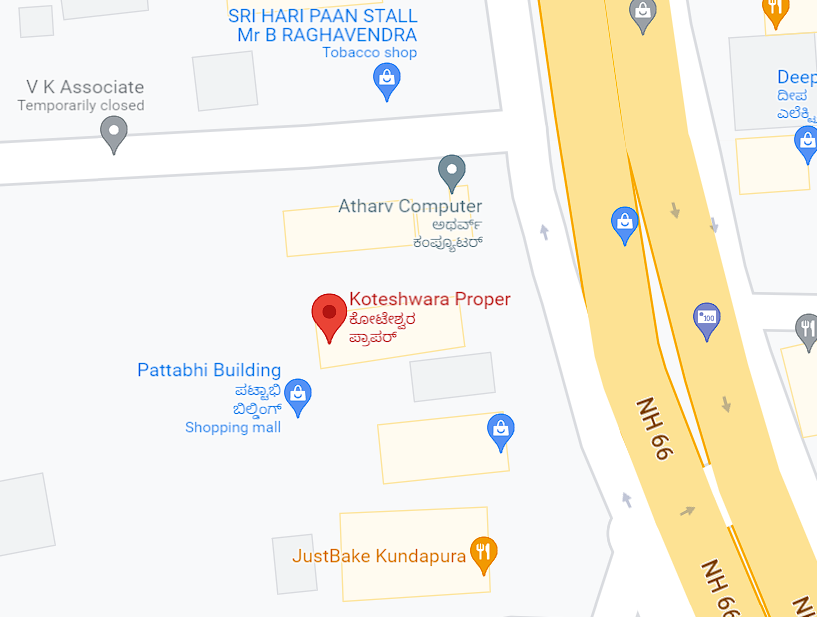 SRI HARI PAAN STALL
Mr B RAGHAVENDRA
Tobacco shop
V K Associate
Temporarily closed
Deep
ದೀಪ
Atharv Computer
ಅಥರ್ವ್
ಕಂಪ್ಯೂಟರ್
100
Koteshwara Proper
ಕೋಟೇಶ್ವರ
ಪ್ರಾಪರ್
Pattabhi Building
ಪಟ್ಟಾಭಿ
ಬಿಲ್ಡಿಂಗ್
Shopping mall
NH 66
JustBake Kundapura
NH 66